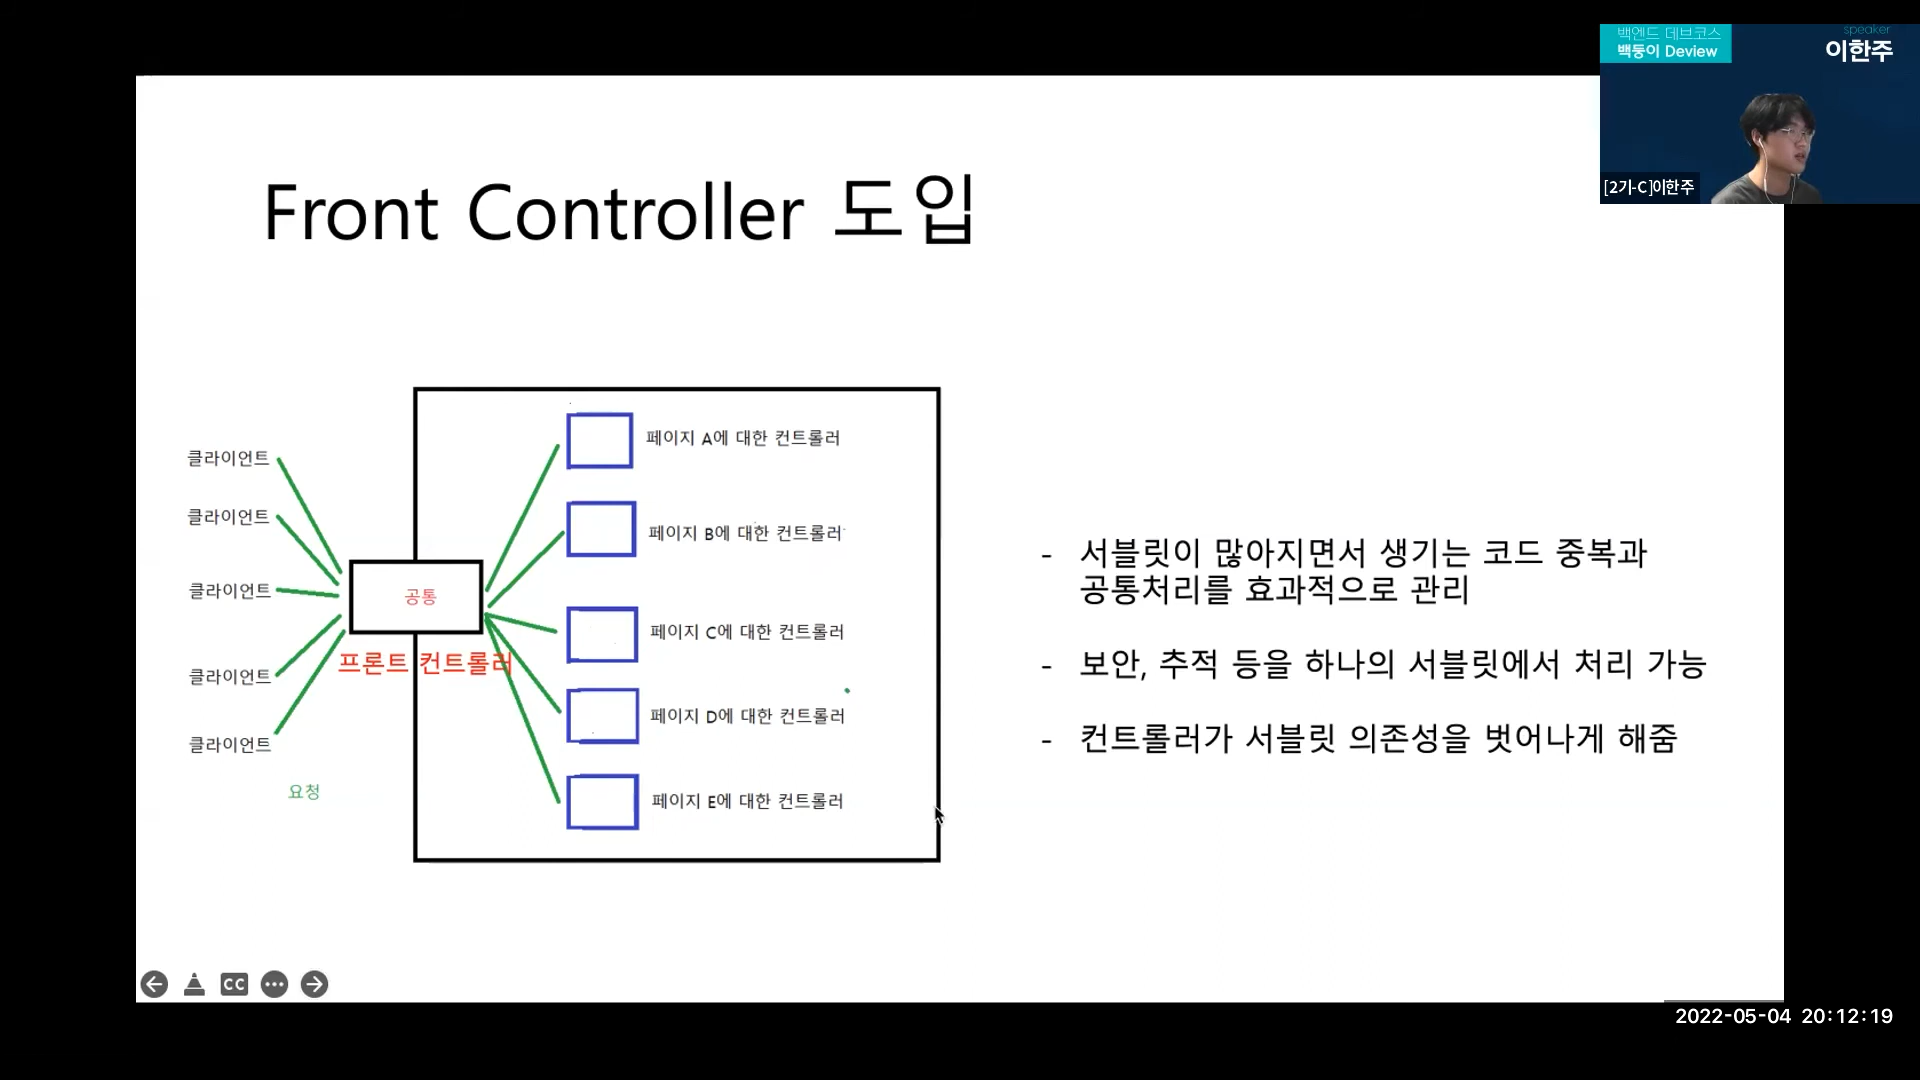 백엔드 데브코스
백둥이 Deview
speaker
이한주
[2기-C]이한주
Front Controller 도입
클라이언트
클라이언트
클라이언트
클라이언트
클라이언트
요청
공통
프론트 컨트롤러
페이지 A에 대한 컨트롤러
페이지 B에 대한 컨트롤러
페이지 C에 대한 컨트롤러
페이지 D에 대한 컨트롤러
페이지 E에 대한 컨트롤러
- 서블릿이 많아지면서 생기는 코드 중복과
공통처리를 효과적으로 관리
- 보안, 추적 등을 하나의 서블릿에서 처리 가능
- 컨트롤러가 서블릿 의존성을 벗어나게 해줌
CC
2022-05-04 20:12:19